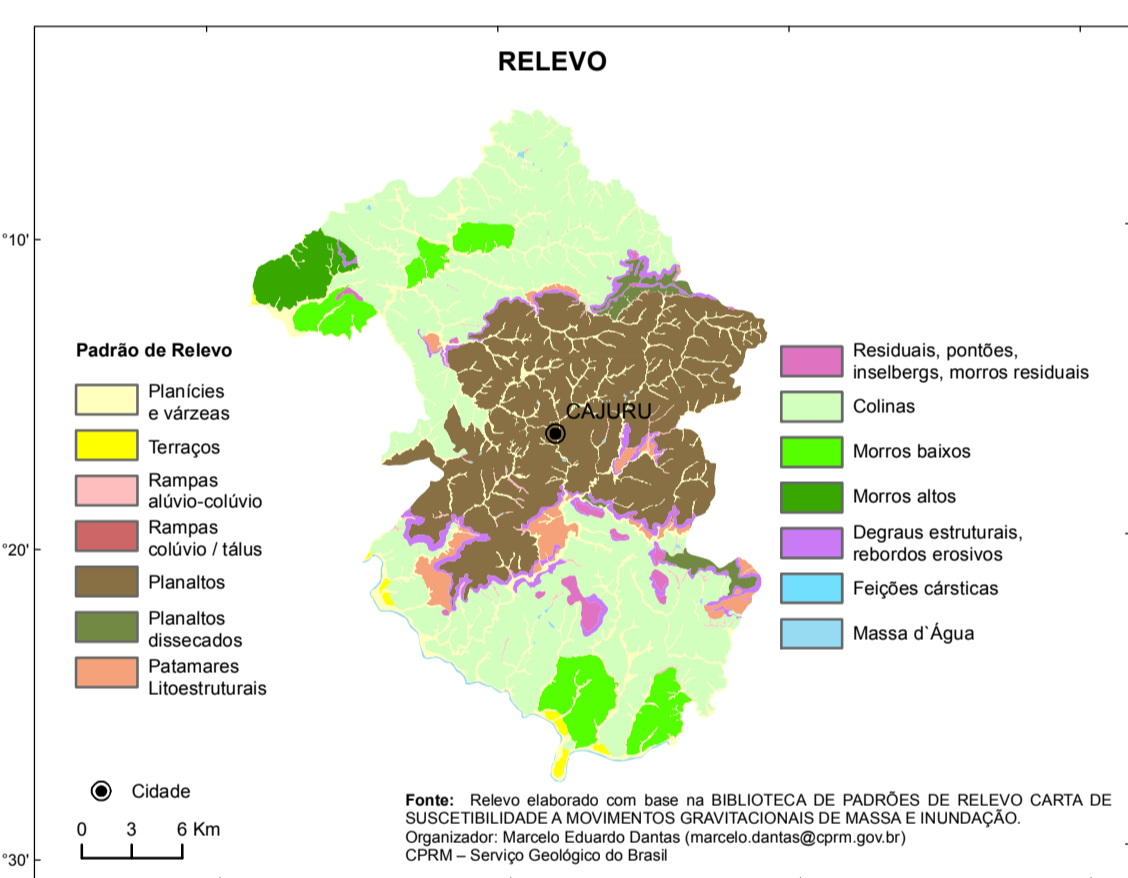 RELEVO
°10'
°20'
°30'
CAJURU
Padrão de Relevo
Planícies
e várzeas
Terraços
Rampas
alúvio-colúvio
Rampas
colúvio / tálus
Planaltos
Planaltos
dissecados
Patamares
Litoestruturais
Residuais, pontões,
inselbergs, morros residuais
Colinas
Morros baixos
Morros altos
Degraus estruturais,
rebordos erosivos
Feições cársticas
Massa d`Água
Cidade
0 3 6 Km
Fonte: Relevo elaborado com base na BIBLIOTECA DE PADRÕES DE RELEVO CARTA DE
SUSCETIBILIDADE A MOVIMENTOS GRAVITACIONAIS DE MASSA E INUNDAÇÃO.
Organizador: Marcelo Eduardo Dantas (marcelo.dantas@cprm.gov.br)
CPRM – Serviço Geológico do Brasil